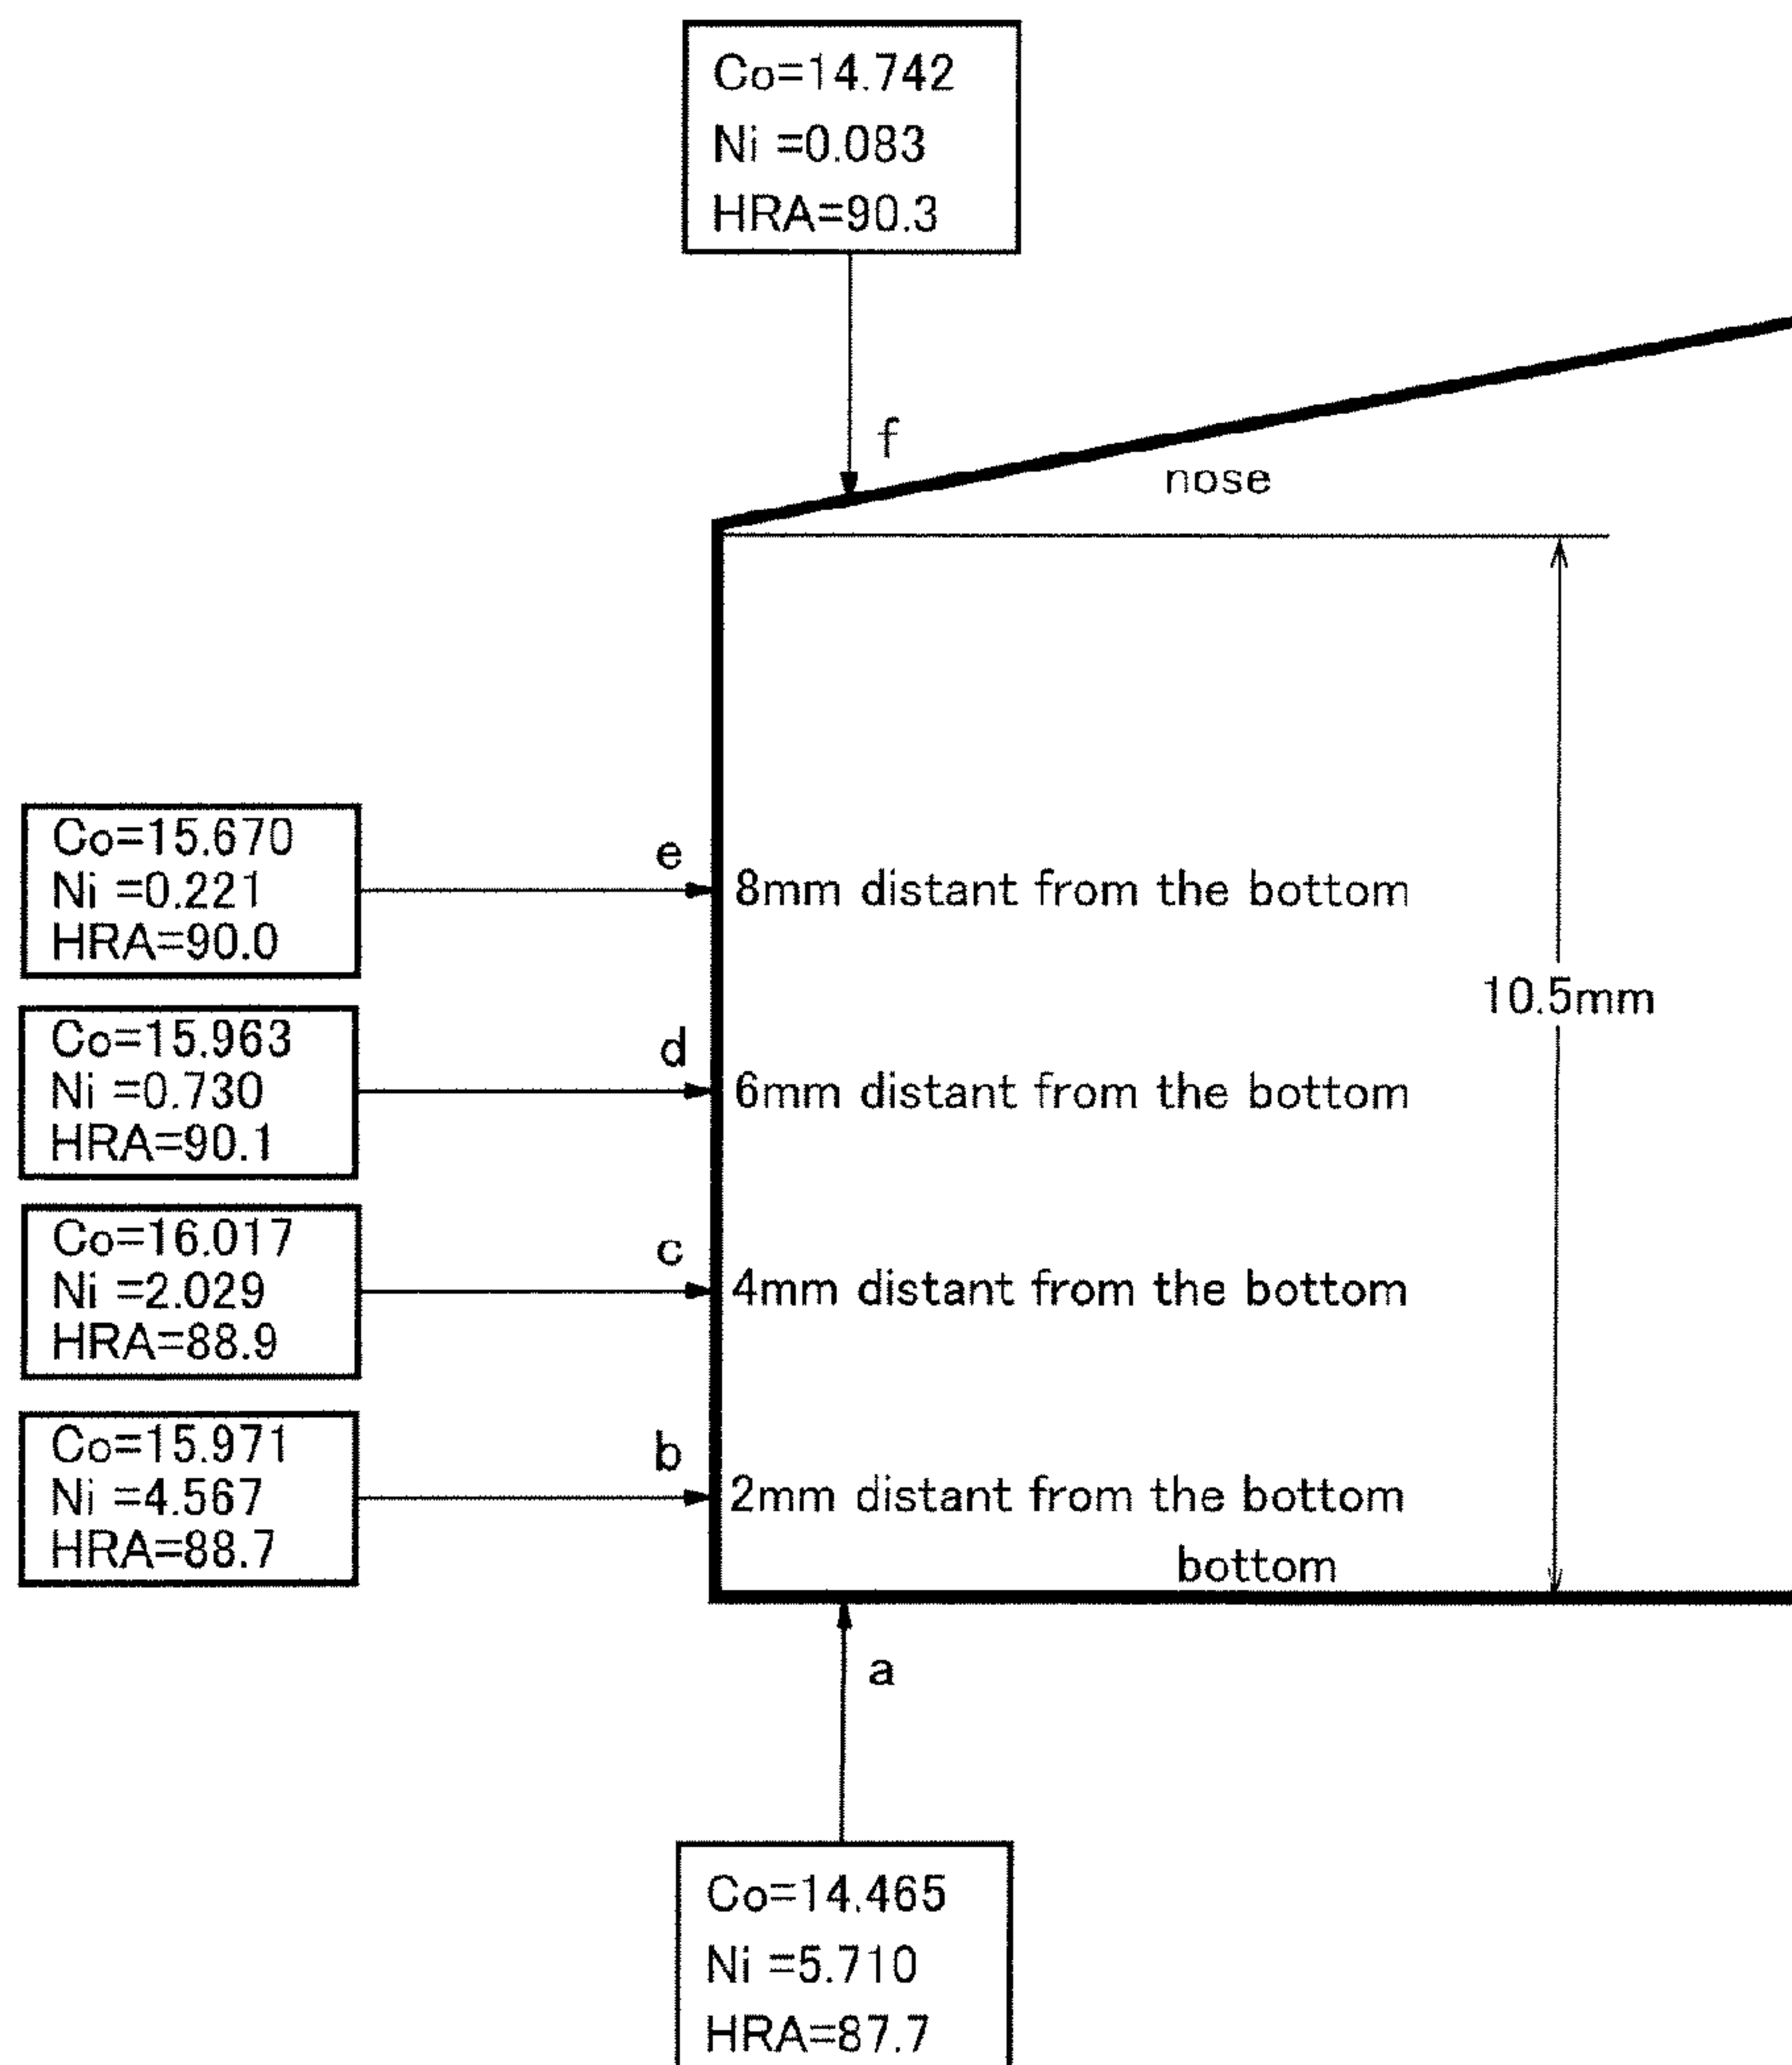 Co=14.742
Ni =0.083
HRA=90.3
f
nose
Co=15.670
Ni =0.221
HRA=90.0
e
8mm distant from the bottom
10.5mm
Co=15.963
Ni =0.730
HRA=90.1
d
6mm distant from the bottom
Co=16.017
Ni =2.029
HRA=88.9
c
4mm distant from the bottom
Co=15.971
Ni =4.567
HRA=88.7
b
2mm distant from the bottom
bottom
a
Co=14.465
Ni =5.710
HRA=87.7